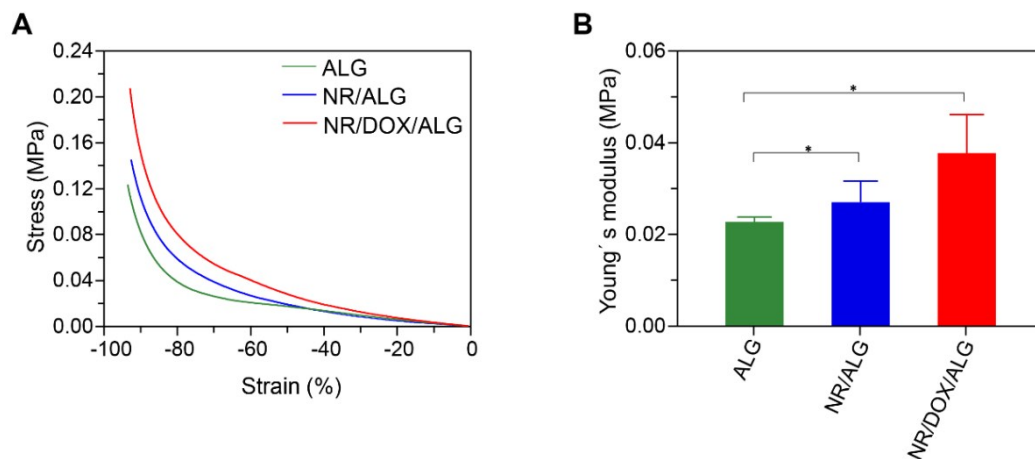 A
Stress (MPa)
0.24
0.20
0.16
0.12
0.08
0.04
0.00
-100
-80
-60
-40
-20
0
Strain (%)
ALG
NR/ALG
NR/DOX/ALG
B
Young´ s modulus (MPa)
0.06
0.04
0.02
0.00
*
*
ALG
NR/ALG
NR/DOX/ALG